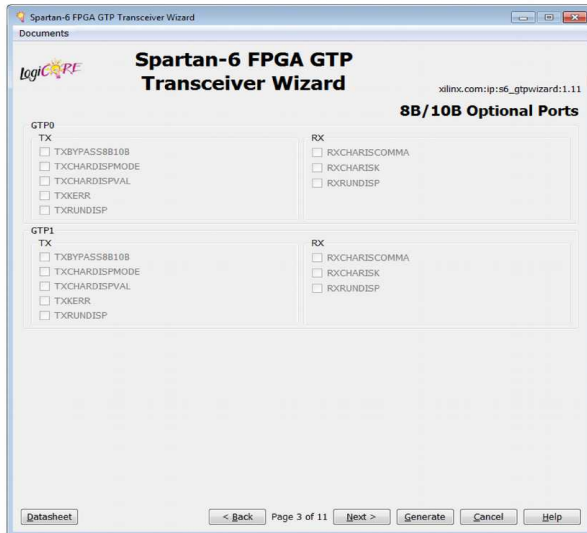 Spartan-6 FPGA GTP Transceiver Wizard
Documents
LogiCORE
Spartan-6 FPGA GTP
Transceiver Wizard
xilinx.com:ip:s6_gtpwizard:1.11
8B/10B Optional Ports
GTP0
TX
TXBYPASS8B10B
TXCHARDISPMODE
TXCHARDISPVAL
TXKERR
TXRUNDISP
RX
RXCHARISCOMMA
RXCHARISK
RXRUNDISP
GTP1
TX
TXBYPASS8B10B
TXCHARDISPMODE
TXCHARDISPVAL
TXKERR
TXRUNDISP
RX
RXCHARISCOMMA
RXCHARISK
RXRUNDISP
Datasheet < Back Page 3 of 11 Next > Generate Cancel Help